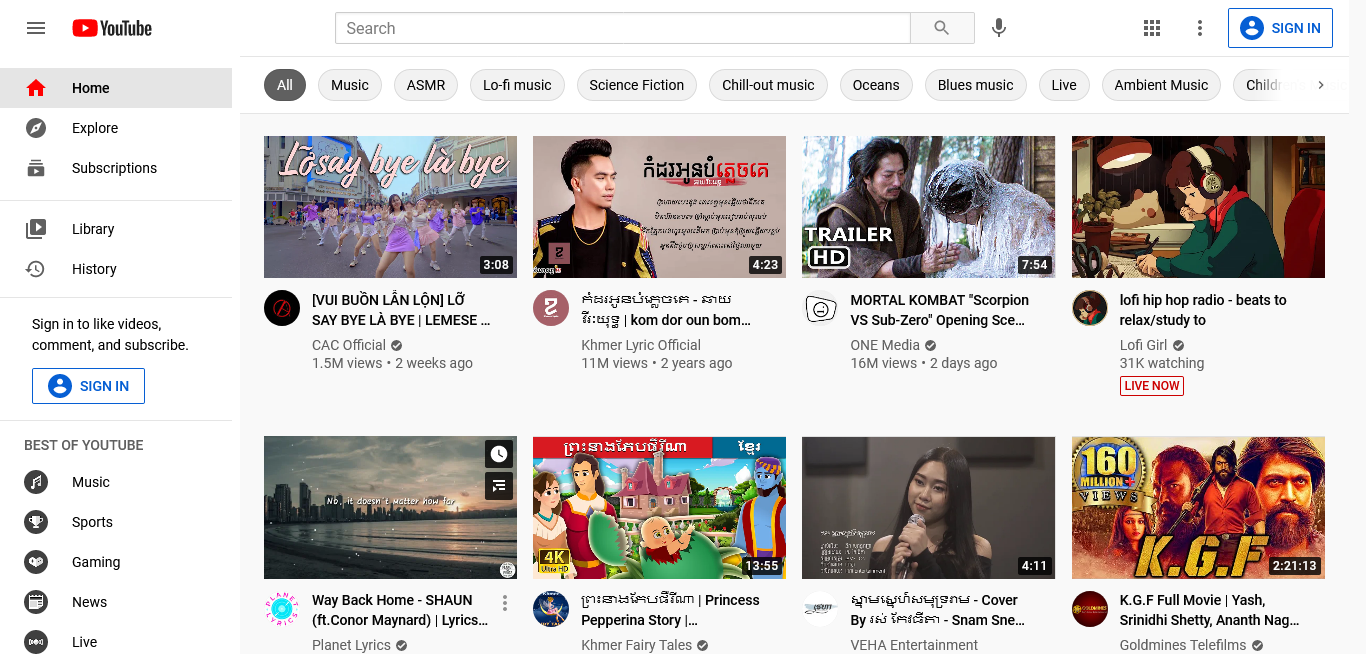 YouTube
Search
SIGN IN
Home
Explore
Subscriptions
Library
History
Sign in to like videos,
comment, and subscribe.
SIGN IN
BEST OF YOUTUBE
Music
Sports
Gaming
News
Live
All
Music
ASMR
Lo-fi music
Science Fiction
Chill-out music
Oceans
Blues music
Live
Ambient Music
Lỡ say bye là bye
3:08
[VUI BUỒN LẪN LỘN] LỠ
SAY BYE LÀ BYE | LEMESE ...
CAC Official
1.5M views • 2 weeks ago
កំដរអូនបំភ្លេចគេ
4:23
កំដរអូនបំភ្លេចគេ - ឆាយ
វីរៈយុទ្ធ | kom dor oun bom...
Khmer Lyric Official
11M views • 2 years ago
TRAILER
HD
7:54
MORTAL KOMBAT "Scorpion
VS Sub-Zero" Opening Sce...
ONE Media
16M views • 2 days ago
lofi hip hop radio - beats to
relax/study to
Lofi Girl
31K watching
LIVE NOW
No, it doesn't matter how far
PLANET LYRICS
Way Back Home - SHAUN
(ft.Conor Maynard) | Lyrics...
Planet Lyrics
ព្រះនាងភែបផឺរីណា
ខ្មែរ
4K
Ultra HD
13:55
ព្រះនាងភែបផឺរីណា | Princess
Pepperina Story |...
Khmer Fairy Tales
4:11
ស្នាមស្នេហ៍សមុទ្ររាម - Cover
By រស់ កែវធីតា - Snam Sne...
VEHA Entertainment
160
MILLION+
VIEWS
K.G.F
2:21:13
GOLDMINES
K.G.F Full Movie | Yash,
Srinidhi Shetty, Ananth Nag...
Goldmines Telefilms